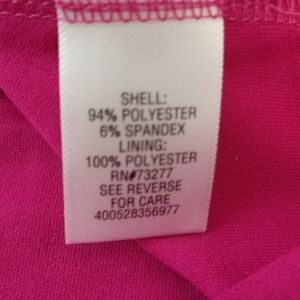 SHELL:
94% POLYESTER
6% SPANDEX
LINING:
100% POLYESTER
RN#73277
SEE REVERSE
FOR CARE
400528356977